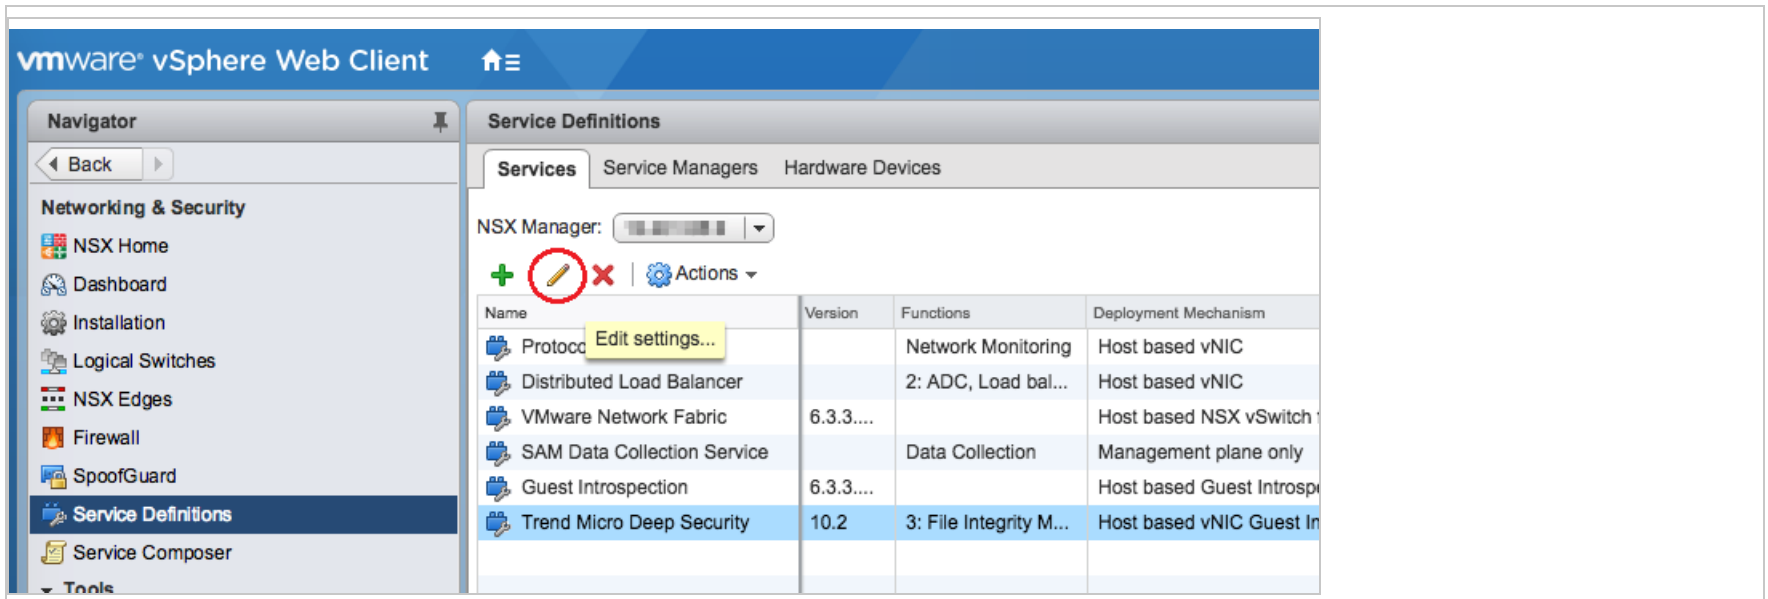 vmware® vSphere Web Client
Navigator
Back
Networking & Security
NSX Home
Dashboard
Installation
Logical Switches
NSX Edges
Firewall
SpoofGuard
Service Definitions
Service Composer
Tools
Service Definitions
Services Service Managers Hardware Devices
NSX Manager:
Actions
Name Version Functions Deployment Mechanism
Edit settings...
Network Monitoring Host based vNIC
Distributed Load Balancer 2: ADC, Load bal... Host based vNIC
VMware Network Fabric 6.3.3.... Host based NSX vSwitch
SAM Data Collection Service Data Collection Management plane only
Guest Introspection 6.3.3.... Host based Guest
Trend Micro Deep Security 10.2 3: File Integrity M... Host based vNIC Guest